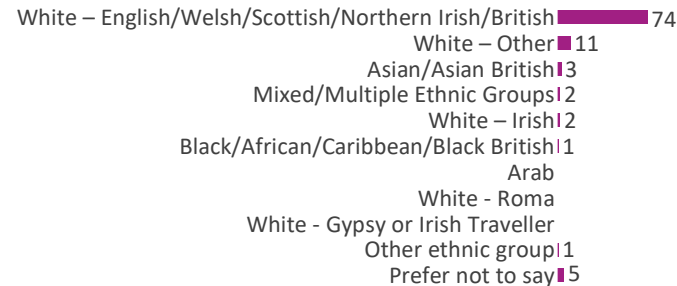 White – English/Welsh/Scottish/Northern Irish/British 74
White – Other 11
Asian/Asian British 3
Mixed/Multiple Ethnic Groups 2
White – Irish 2
Black/African/Caribbean/Black British 1
Arab
White - Roma
White - Gypsy or Irish Traveller
Other ethnic group 1
Prefer not to say 5